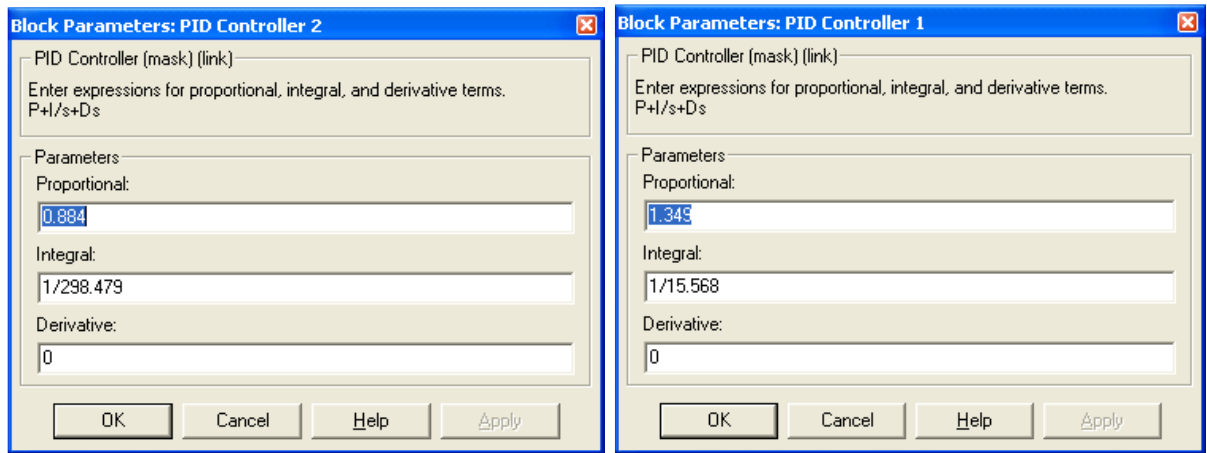 Block Parameters: PID Controller 2
PID Controller (mask) (link)
Enter expressions for proportional, integral, and derivative terms.
P+I/s+Ds
Parameters
Proportional:
0.884
Integral:
1/298.479
Derivative:
0
OK Cancel Help Apply
Block Parameters: PID Controller 1
PID Controller (mask) (link)
Enter expressions for proportional, integral, and derivative terms.
P+I/s+Ds
Parameters
Proportional:
1.349
Integral:
1/15.568
Derivative:
0
OK Cancel Help Apply